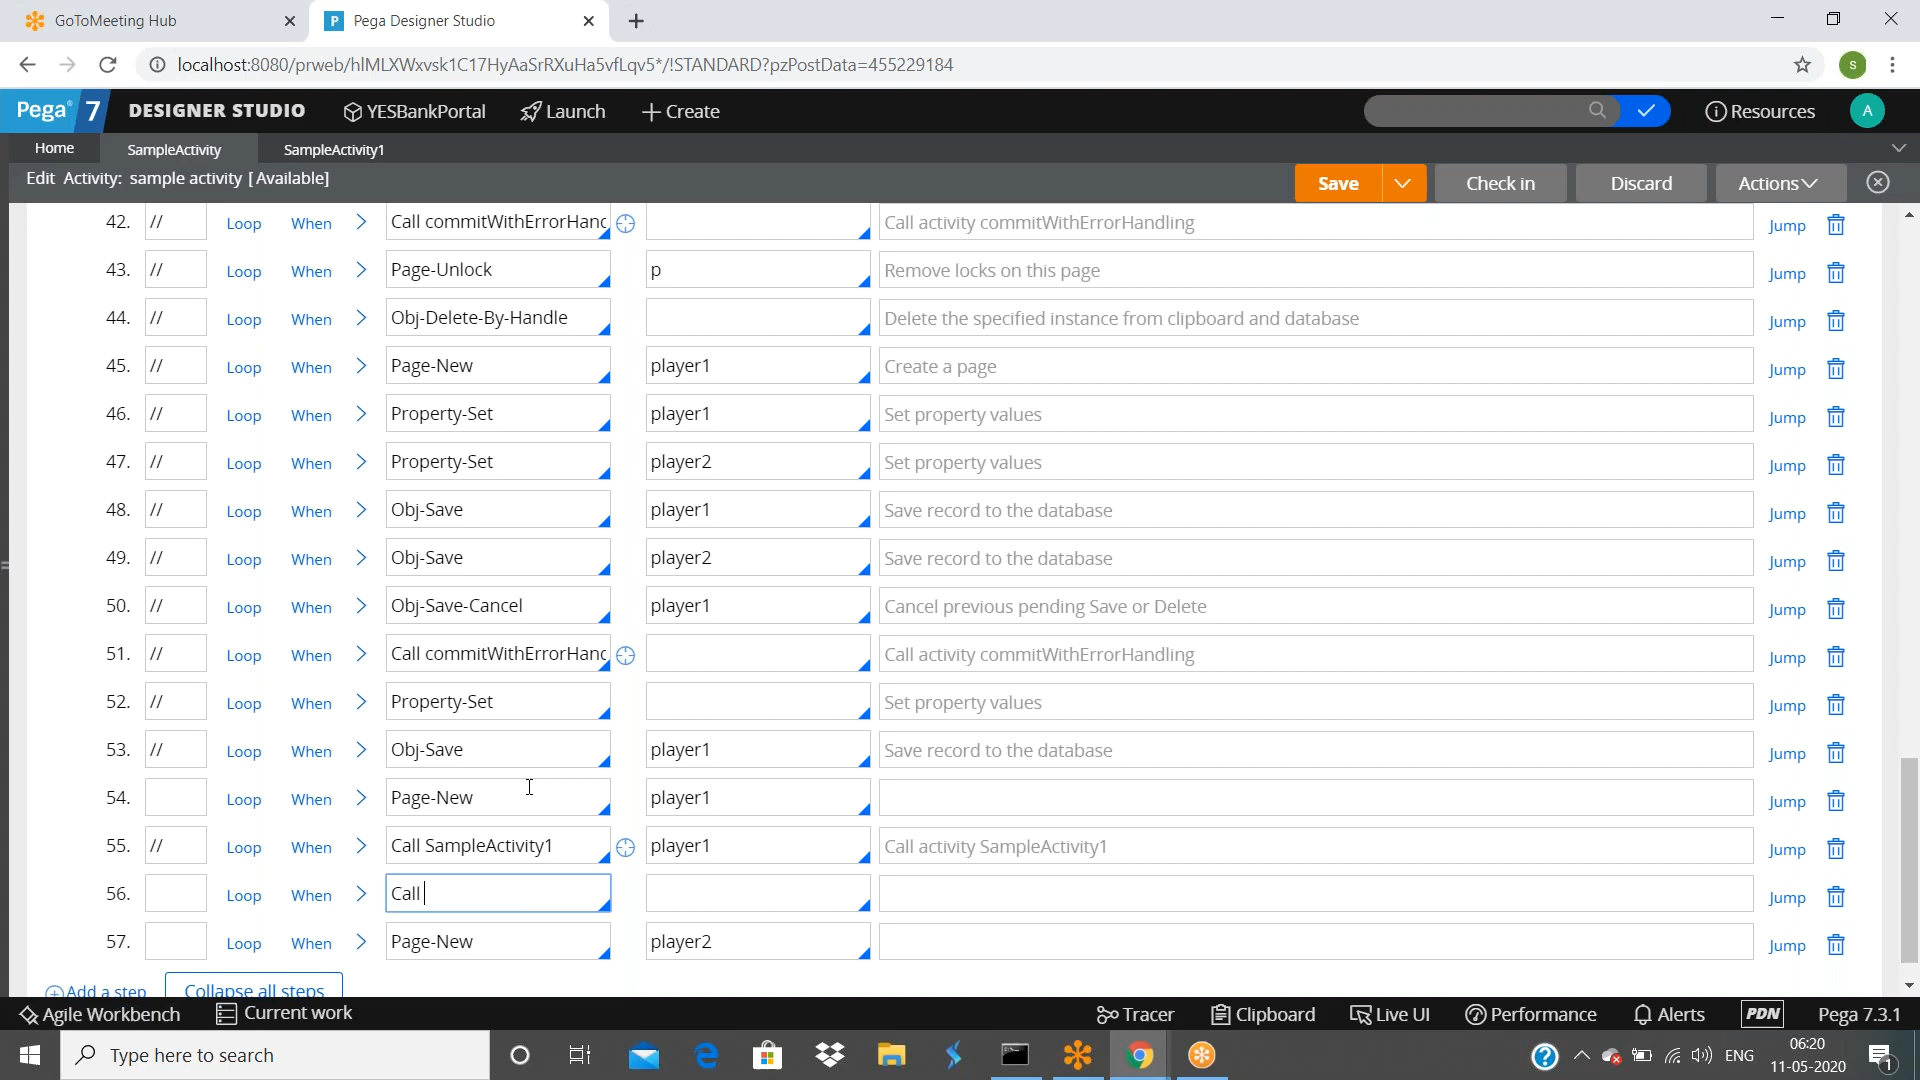 GoToMeeting Hub
Pega Designer Studio
localhost:8080/prweb/hIMLXWxvsk1C17HyAaSrRXuHa5vfLqv5*/!STANDARD?pzPostData=455229184
s
Pega 7 DESIGNER STUDIO YESBankPortal Launch Create Resources A
Home SampleActivity SampleActivity1
Edit Activity: sample activity [Available] Save Check in Discard Actions
42. // Loop When Call commitWithErrorHanc Call activity commitWithErrorHandling Jump
43. // Loop When Page-Unlock p Remove locks on this page Jump
44. // Loop When Obj-Delete-By-Handle Delete the specified instance from clipboard and database Jump
45. // Loop When Page-New player1 Create a page Jump
46. // Loop When Property-Set player1 Set property values Jump
47. // Loop When Property-Set player2 Set property values Jump
48. // Loop When Obj-Save player1 Save record to the database Jump
49. // Loop When Obj-Save player2 Save record to the database Jump
50. // Loop When Obj-Save-Cancel player1 Cancel previous pending Save or Delete Jump
51. // Loop When Call commitWithErrorHanc Call activity commitWithErrorHandling Jump
52. // Loop When Property-Set Set property values Jump
53. // Loop When Obj-Save player1 Save record to the database Jump
54. Loop When Page-New player1 Jump
55. // Loop When Call SampleActivity1 player1 Call activity SampleActivity1 Jump
56. Loop When Call Jump
57. Loop When Page-New player2 Jump
Add a step Collapse all steps
Agile Workbench Current work Tracer Clipboard Live UI Performance Alerts PDN Pega 7.3.1
Type here to search ENG 06:20
11-05-2020 1